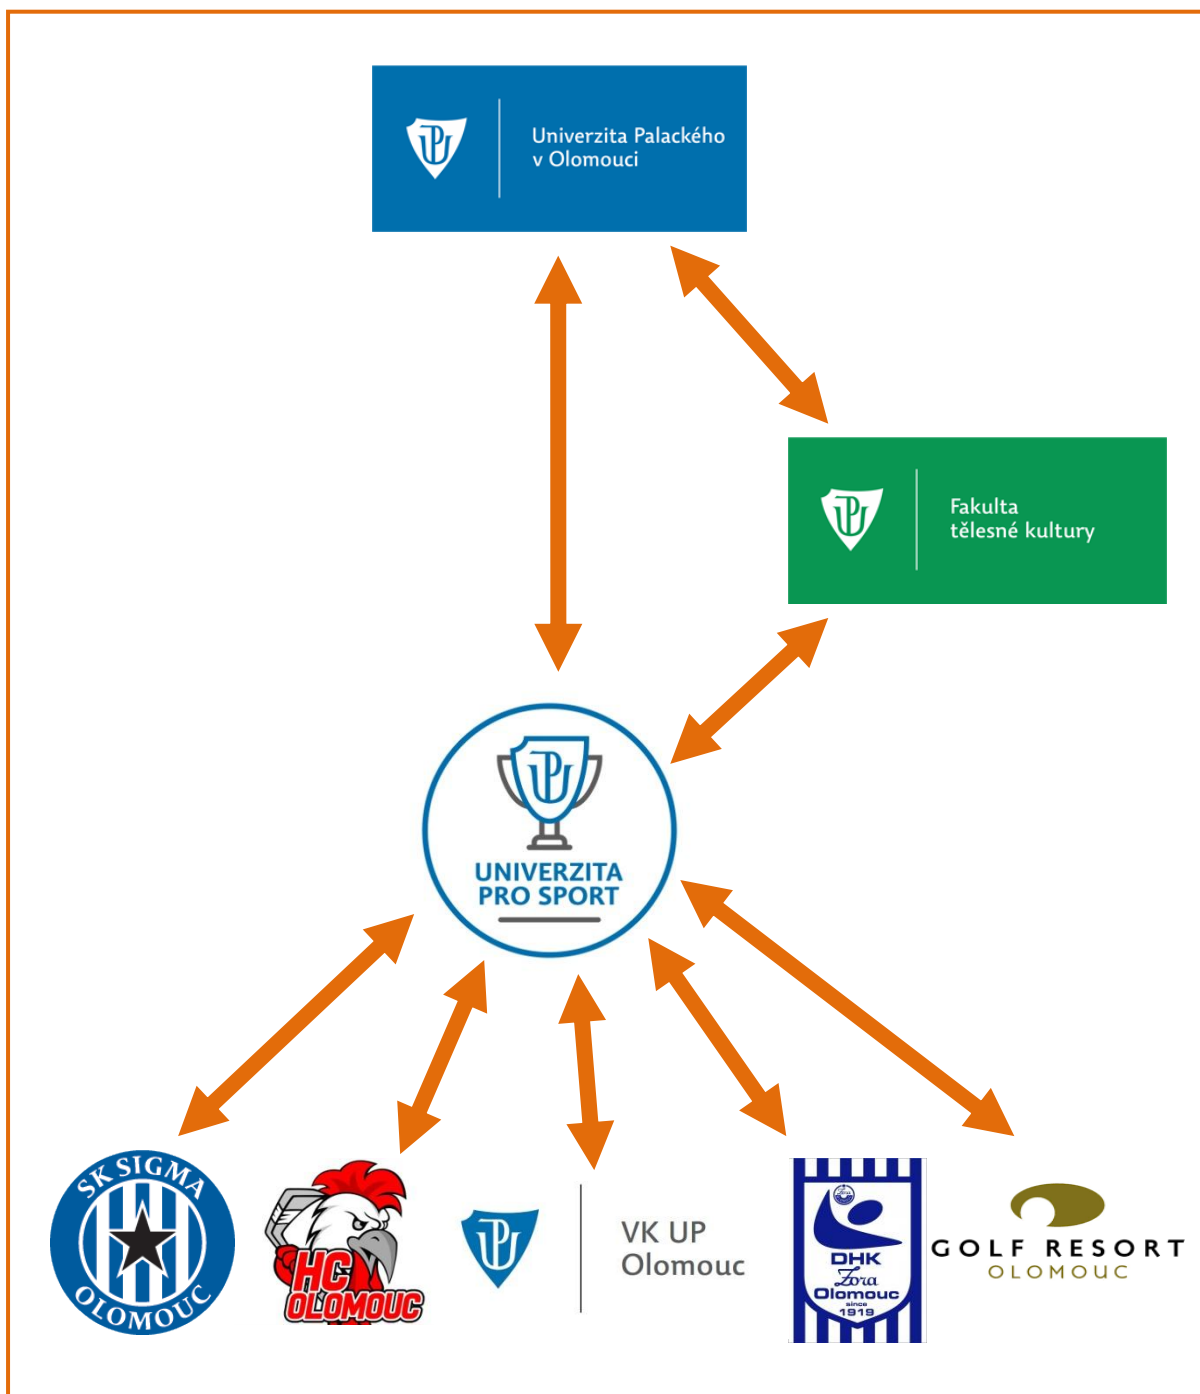 Univerzita Palackého
v Olomouci
Fakulta
tělesné kultury
UNIVERZITA
PRO SPORT
SK SIGMA
OLOMOUC
HC
OLOMOUC
VK UP
Olomouc
Zora
DHK
Zora
Olomouc
since
1919
GOLF RESORT
OLOMOUC